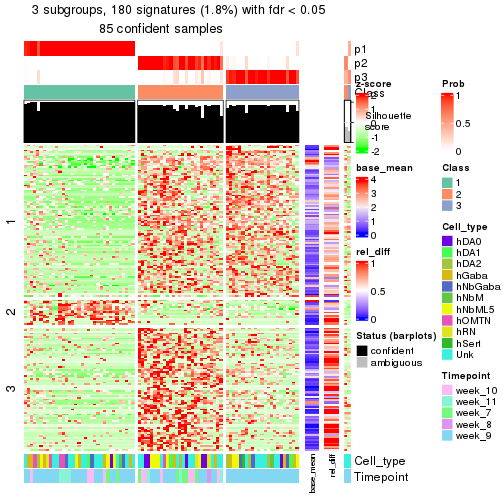 3 subgroups, 180 signatures (1.8%) with fdr < 0.05
85 confident samples
p1
p2
p3
Class
Silhouette
score
1
2
3
base_mean
rel_diff
Cell_type
Timepoint
z-score
2
1
0
-1
-2
base_mean
4
3
2
1
0
rel_diff
1
0.5
0
Status (barplots)
confident
ambiguous
Prob
1
0.5
0
Class
1
2
3
Cell_type
hDA0
hDA1
hDA2
hGaba
hNbGaba
hNbM
hNbML5
hOMTN
hRN
hSert
Unk
Timepoint
week_10
week_11
week_7
week_8
week_9